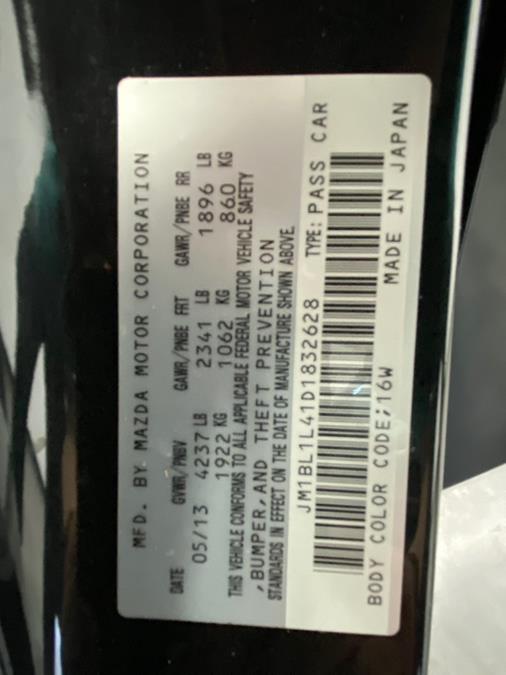 MFD. BY MAZDA MOTOR CORPORATION
DATE GVWR/PNBV GAWR/PNBE FRT GAWR/PNBE RR
05/13 4237 LB 2341 LB 1896 LB
1922 KG 1062 KG 860 KG
THIS VEHICLE CONFORMS TO ALL APPLICABLE FEDERAL MOTOR VEHICLE SAFETY
,BUMPER,AND THEFT PREVENTION
STANDARDS IN EFFECT ON THE DATE OF MANUFACTURE SHOWN ABOVE.
JM1BL1L41D1832628 TYPE:PASS CAR
BODY COLOR CODE;16W MADE IN JAPAN